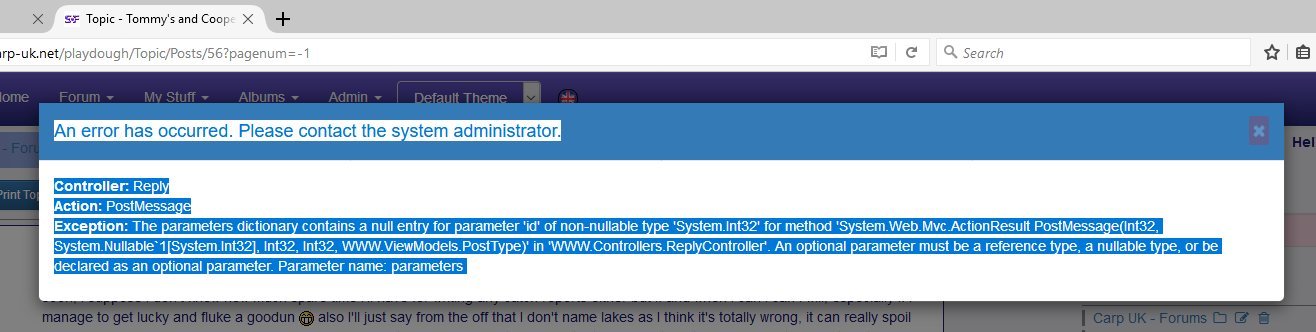 Topic - Tommy's and Coope
arp-uk.net/playdough/Topic/Posts/56?pagenum=-1
Search
ome Forum My Stuff Albums Admin Default Theme
An error has occurred. Please contact the system administrator.
- Foru
Hel
Print Top
Controller: Reply
Action: PostMessage
Exception: The parameters dictionary contains a null entry for parameter 'id' of non-nullable type 'System.Int32' for method 'System.Web.Mvc.ActionResult PostMessage(Int32,
System.Nullable`1[System.Int32], Int32, Int32, WWW.ViewModels.PostType)' in 'WWW.Controllers.ReplyController'. An optional parameter must be a reference type, a nullable type, or be
declared as an optional parameter. Parameter name: parameters
manage to get lucky and fluke a goodun also I'll just say from the off that I don't name lakes as I think it's totally wrong, it can really spoil
Carp UK - Forums